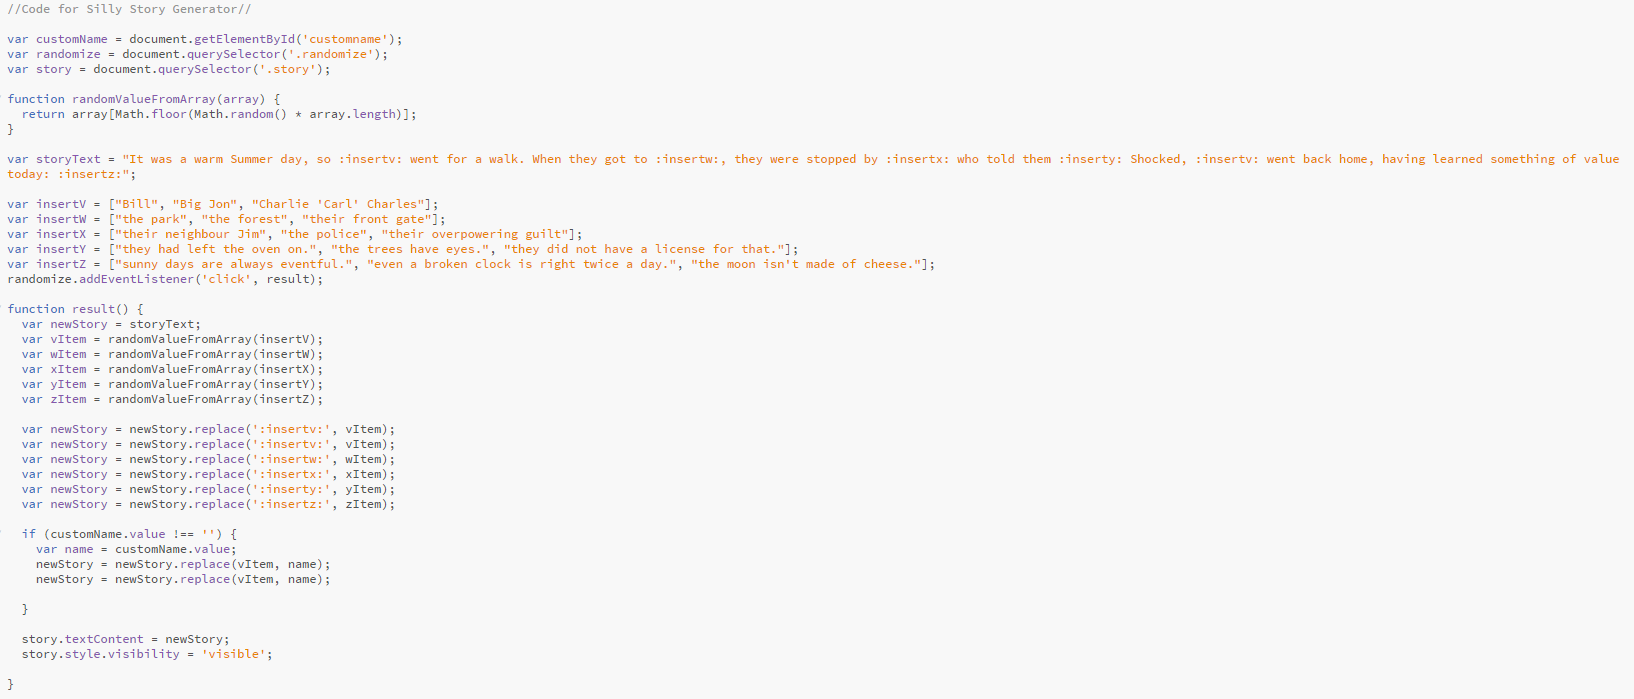 //Code for Silly Story Generator//
var customName = document.getElementById('customname');
var randomize = document.querySelector('.randomize');
var story = document.querySelector('.story');
function randomValueFromArray(array) {
  return array[Math.floor(Math.random() * array.length)];
}
var storyText = "It was a warm Summer day, so :insertv: went for a walk. When they got to :insertw:, they were stopped by :insertx: who told them :inserty: Shocked, :insertv: went back home, having learned something of value
today: :insertz:";
var insertV = ["Bill", "Big Jon", "Charlie 'Carl' Charles"];
var insertW = ["the park", "the forest", "their front gate"];
var insertX = ["their neighbour Jim", "the police", "their overpowering guilt"];
var insertY = ["they had left the oven on.", "the trees have eyes.", "they did not have a license for that."];
var insertZ = ["sunny days are always eventful.", "even a broken clock is right twice a day.", "the moon isn't made of cheese."];
randomize.addEventListener('click', result);
function result() {
  var newStory = storyText;
  var vItem = randomValueFromArray(insertV);
  var wItem = randomValueFromArray(insertW);
  var xItem = randomValueFromArray(insertX);
  var yItem = randomValueFromArray(insertY);
  var zItem = randomValueFromArray(insertZ);
  var newStory = newStory.replace(':insertv:', vItem);
  var newStory = newStory.replace(':insertv:', vItem);
  var newStory = newStory.replace(':insertw:', wItem);
  var newStory = newStory.replace(':insertx:', xItem);
  var newStory = newStory.replace(':inserty:', yItem);
  var newStory = newStory.replace(':insertz:', zItem);
  if (customName.value !== '') {
    var name = customName.value;
    newStory = newStory.replace(vItem, name);
    newStory = newStory.replace(vItem, name);
  }
  story.textContent = newStory;
  story.style.visibility = 'visible';
}